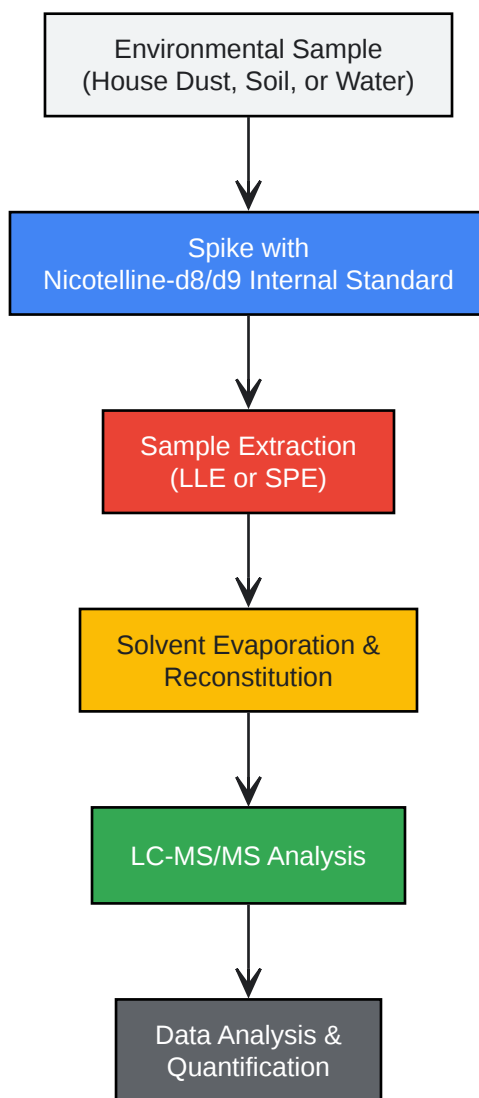 Environmental Sample
(House Dust, Soil, or Water)
Spike with
Nicotelline-d8/d9 Internal Standard
Sample Extraction
(LLE or SPE)
Solvent Evaporation &
Reconstitution
LC-MS/MS Analysis
Data Analysis &
Quantification